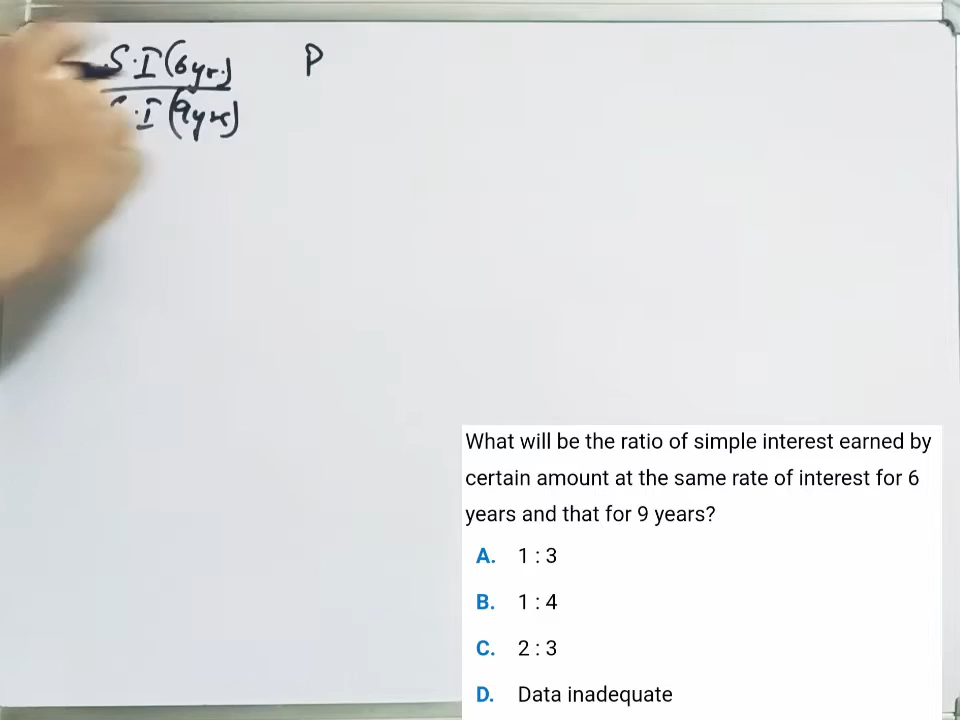 S.I(6yr.) P
S.I(9yrs)
What will be the ratio of simple interest earned by
certain amount at the same rate of interest for 6
years and that for 9 years?
A. 1 : 3
B. 1 : 4
C. 2 : 3
D. Data inadequate